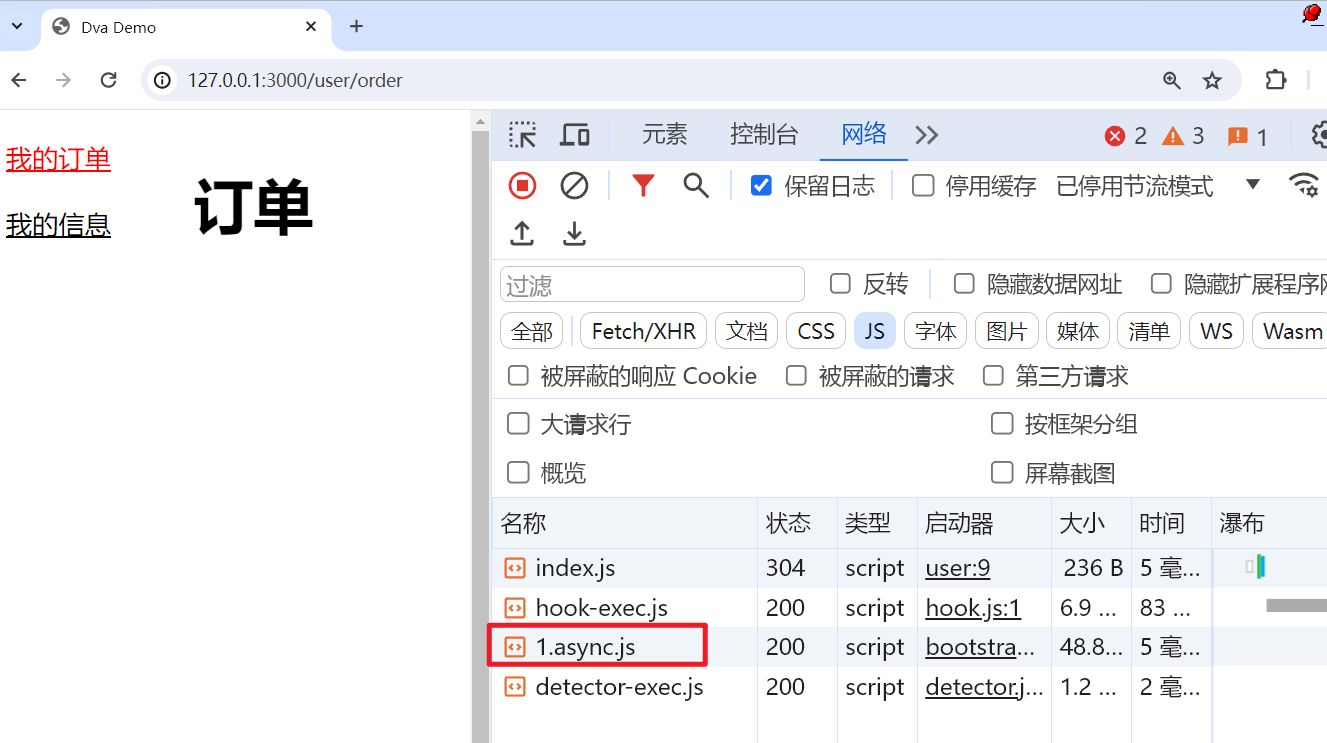 Dva Demo
127.0.0.1:3000/user/order
我的订单
我的信息
订单
元素 控制台 网络 2 3 1
保留日志 停用缓存 已停用节流模式
过滤 反转 隐藏数据网址 隐藏扩展程序网
全部 Fetch/XHR 文档 CSS JS 字体 图片 媒体 清单 WS Wasm
被屏蔽的响应 Cookie 被屏蔽的请求 第三方请求
大请求行 按框架分组
概览 屏幕截图
名称 状态 类型 启动器 大小 时间 瀑布
index.js 304 script user:9 236 B 5 毫...
hook-exec.js 200 script hook.js:1 6.9 ... 83 ...
1.async.js 200 script bootstra... 48.8... 5 毫...
detector-exec.js 200 script detector.j... 1.2 ... 2 毫...